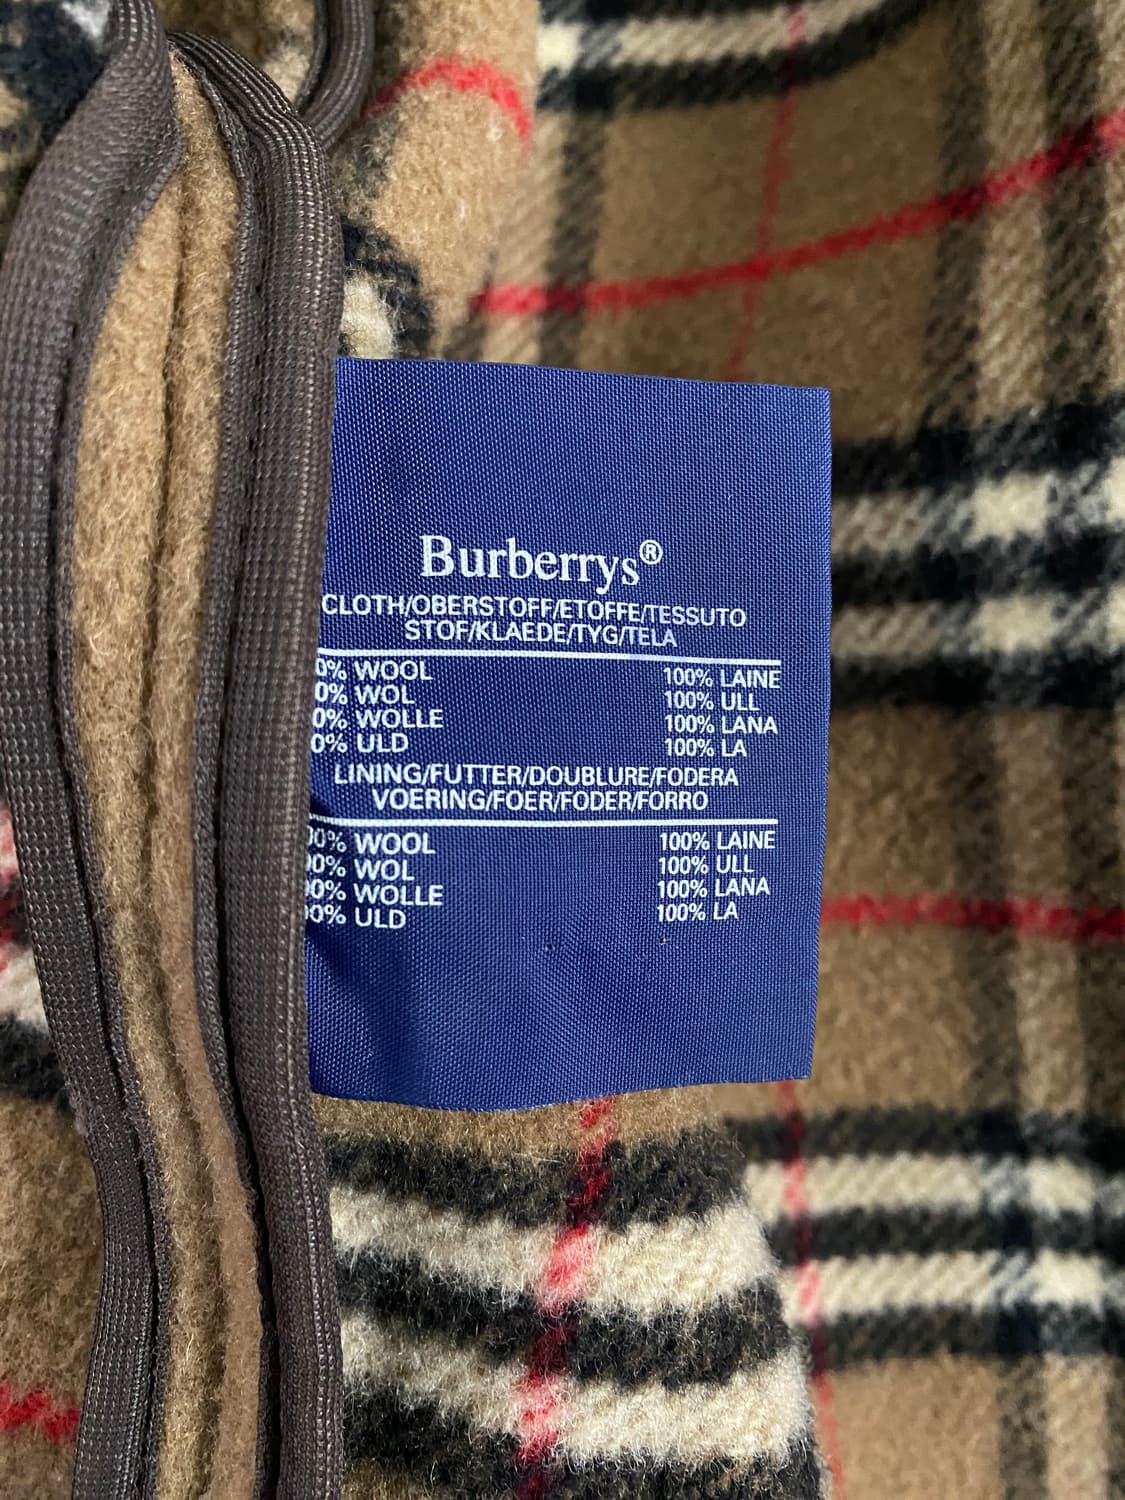 Burberrys®
CLOTH/OBERSTOFF/ETOFFE/TESSUTO
STOF/KLAEDE/TYG/TELA
0% WOOL 100% LAINE
0% WOL 100% ULL
0% WOLLE 100% LANA
0% ULD 100% LA
LINING/FUTTER/DOUBLURE/FODERA
VOERING/FOER/FODER/FORRO
00% WOOL 100% LAINE
00% WOL 100% ULL
00% WOLLE 100% LANA
00% ULD 100% LA